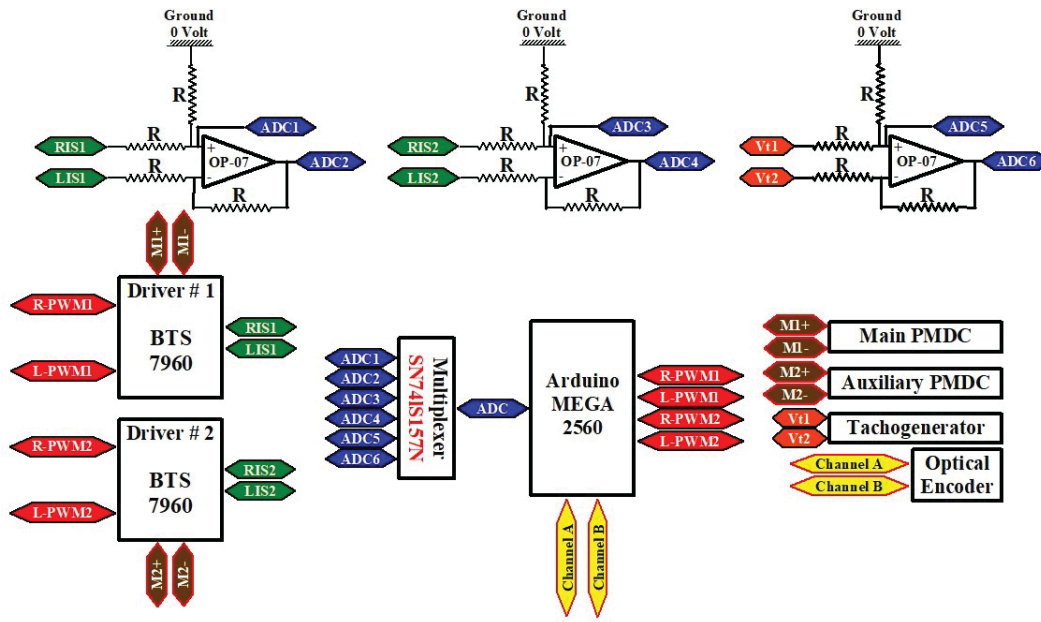 Ground
0 Volt
R
R
RIS1
ADC1
+
OP-07
ADC2
R
LIS1
-
R
Ground
0 Volt
R
R
RIS2
ADC3
+
OP-07
ADC4
R
LIS2
-
R
Ground
0 Volt
R
R
Vt1
ADC5
+
OP-07
ADC6
R
Vt2
-
R
M1+
M1-
Driver # 1
BTS
7960
R-PWM1
L-PWM1
RIS1
LIS1
Driver # 2
BTS
7960
R-PWM2
L-PWM2
RIS2
LIS2
M2+
M2-
ADC1
ADC2
ADC3
ADC4
ADC5
ADC6
Multiplexer
SN74lS157N
ADC
Arduino
MEGA
2560
R-PWM1
L-PWM1
R-PWM2
L-PWM2
Channel A
Channel B
M1+
M1-
Main PMDC
M2+
M2-
Auxiliary PMDC
Vt1
Vt2
Tachogenerator
Channel A
Channel B
Optical
Encoder